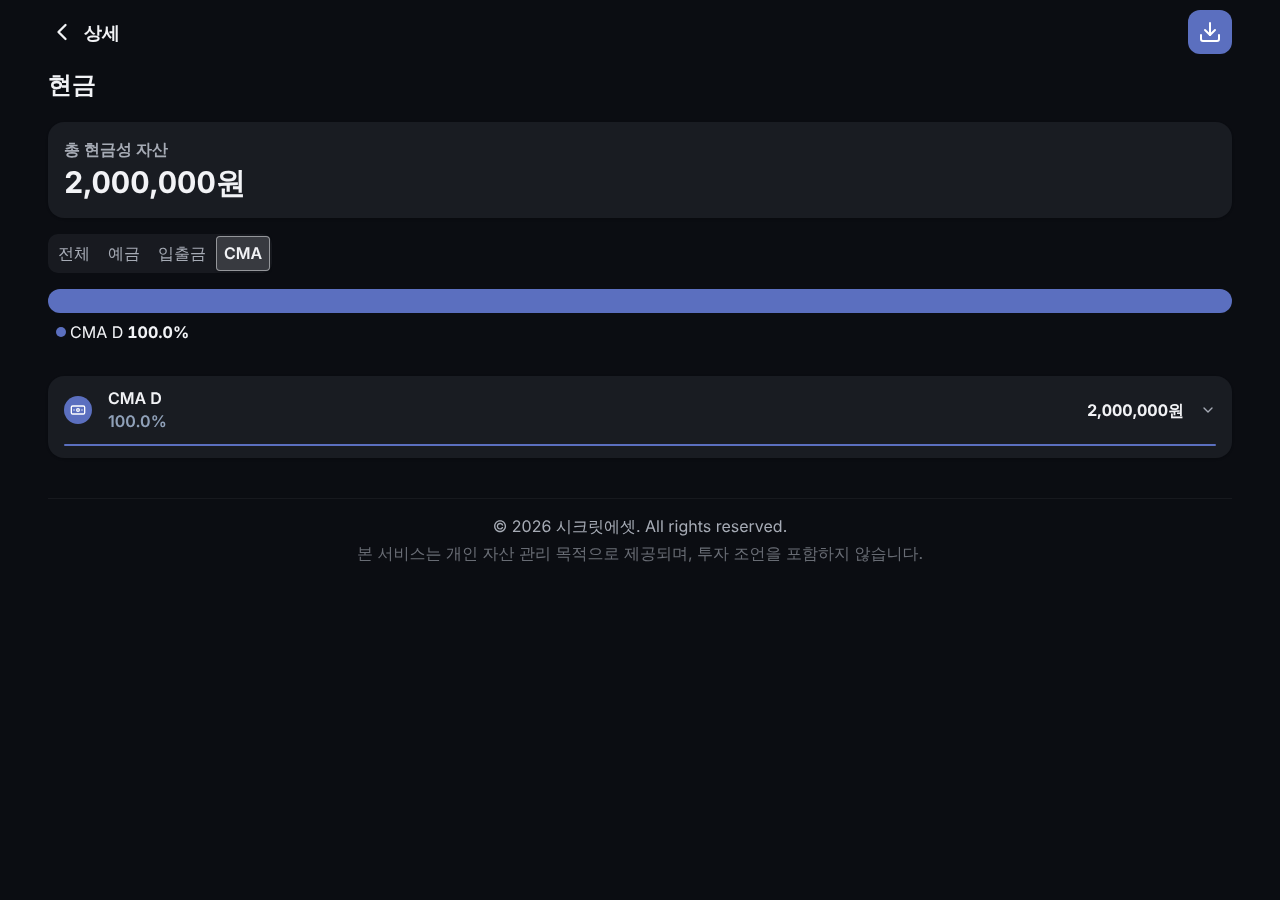 상세
현금
총 현금성 자산
2,000,000원
전체 예금 입출금 CMA
CMA D 100.0%
CMA D
100.0%
2,000,000원
© 2026 시크릿에셋. All rights reserved.
본 서비스는 개인 자산 관리 목적으로 제공되며, 투자 조언을 포함하지 않습니다.